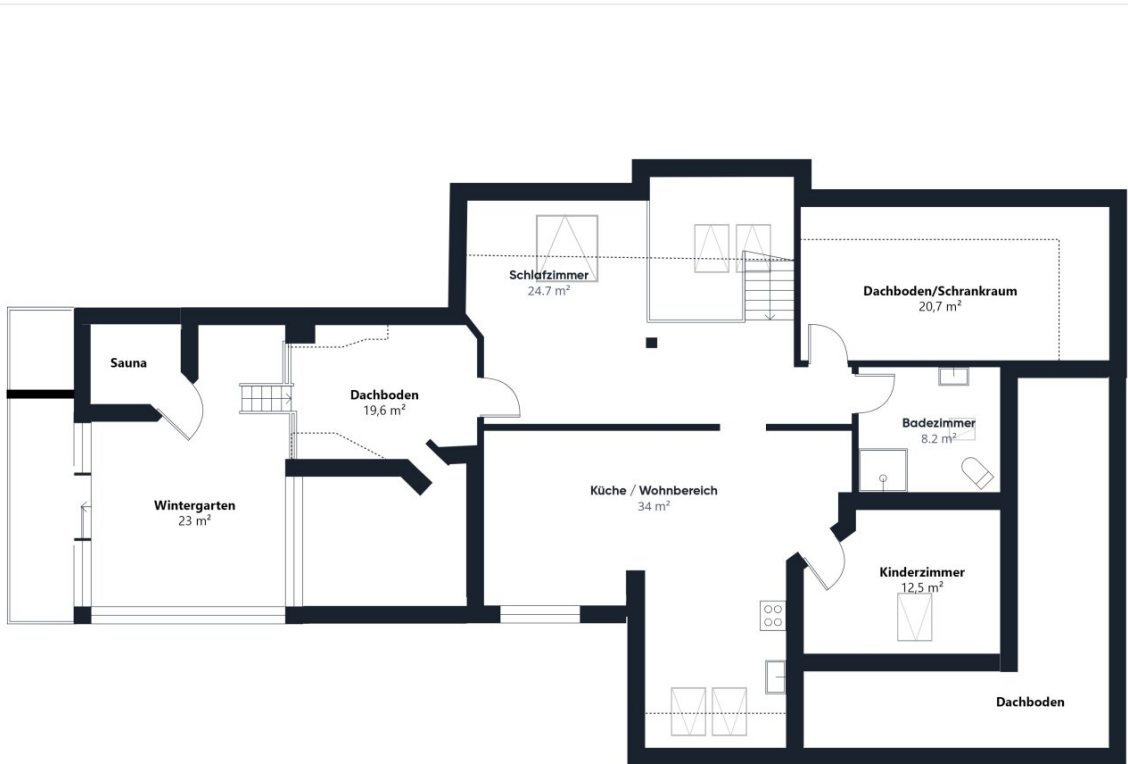 Schlafzimmer
24.7 m²
Dachboden/Schrankraum
20,7 m²
Sauna
Dachboden
19,6 m²
Badezimmer
8.2 m²
Küche / Wohnbereich
34 m²
Wintergarten
23 m²
Kinderzimmer
12,5 m²
Dachboden